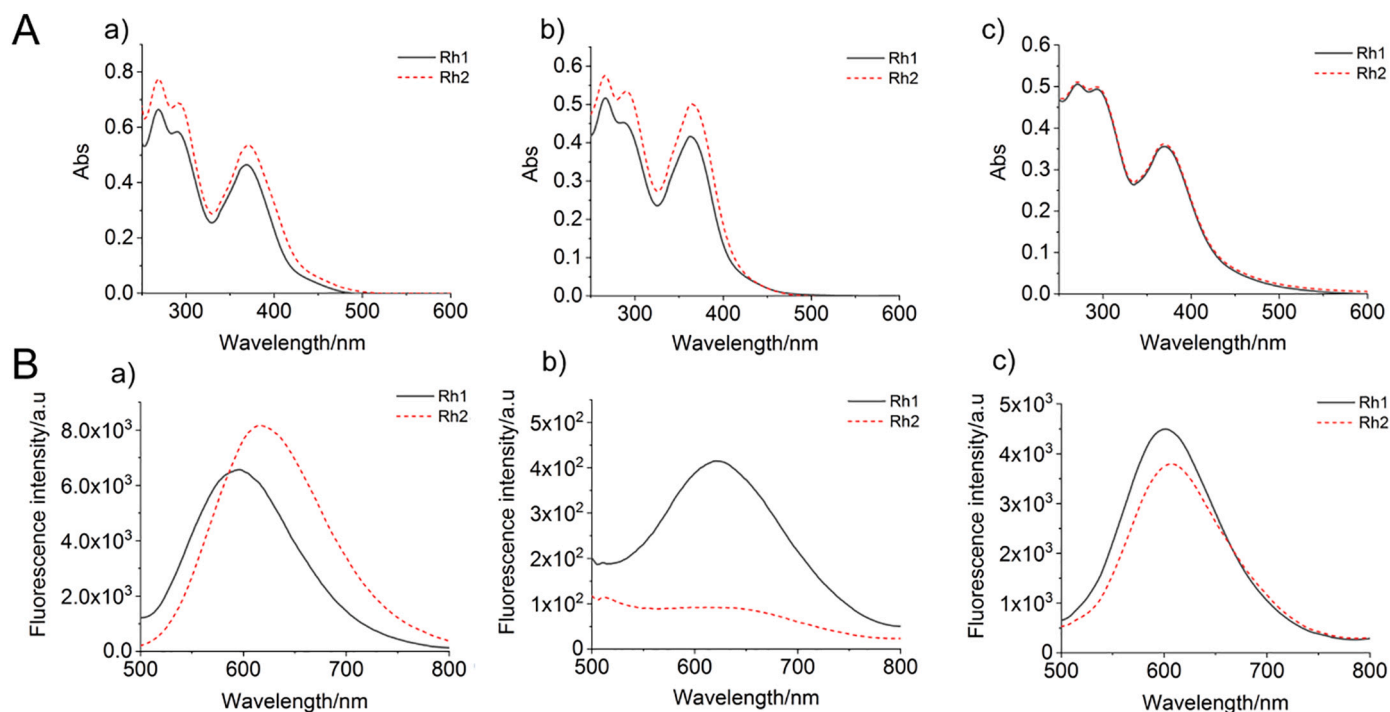 A
a)
Rh1
Rh2
0.8
0.6
0.4
0.2
0.0
Abs
300
400
500
600
Wavelength/nm
b)
Rh1
Rh2
0.6
0.5
0.4
0.3
0.2
0.1
0.0
Abs
300
400
500
600
Wavelength/nm
c)
Rh1
Rh2
0.6
0.5
0.4
0.3
0.2
0.1
0.0
Abs
300
400
500
600
Wavelength/nm
B
a)
Rh1
Rh2
8.0x10³
6.0x10³
4.0x10³
2.0x10³
0.0
Fluorescence intensity/a.u
500
600
700
800
Wavelength/nm
b)
Rh1
Rh2
5x10²
4x10²
3x10²
2x10²
1x10²
0
Fluorescence intensity/a.u
500
600
700
800
Wavelength/nm
c)
Rh1
Rh2
5x10³
4x10³
3x10³
2x10³
1x10³
0
Fluorescence intensity/a.u
500
600
700
800
Wavelength/nm